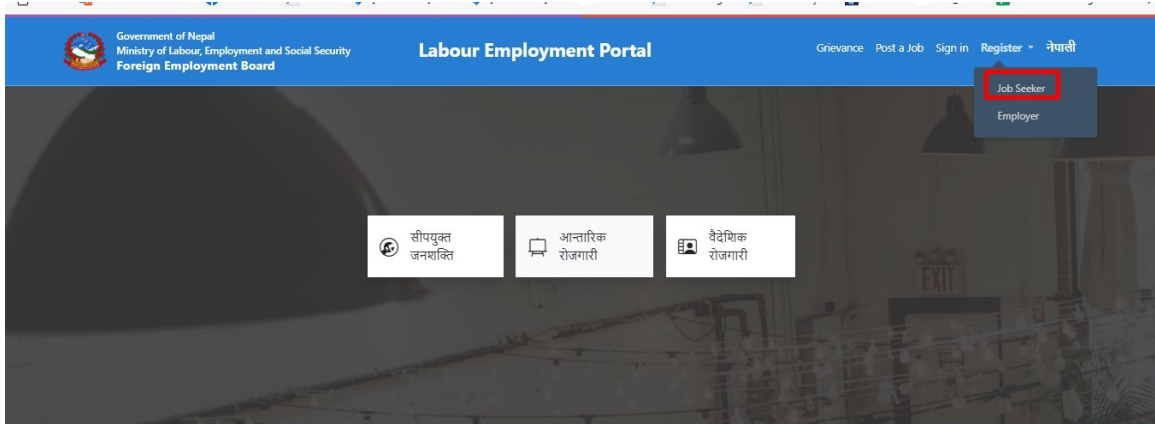 Government of Nepal
Ministry of Labour, Employment and Social Security
Foreign Employment Board
Labour Employment Portal
Grievance Post a Job Sign in Register नेपाली
Job Seeker
Employer
सीपयुक्त
जनशक्ति
आन्तारिक
रोजगारी
वैदेशिक
रोजगारी
EXIT